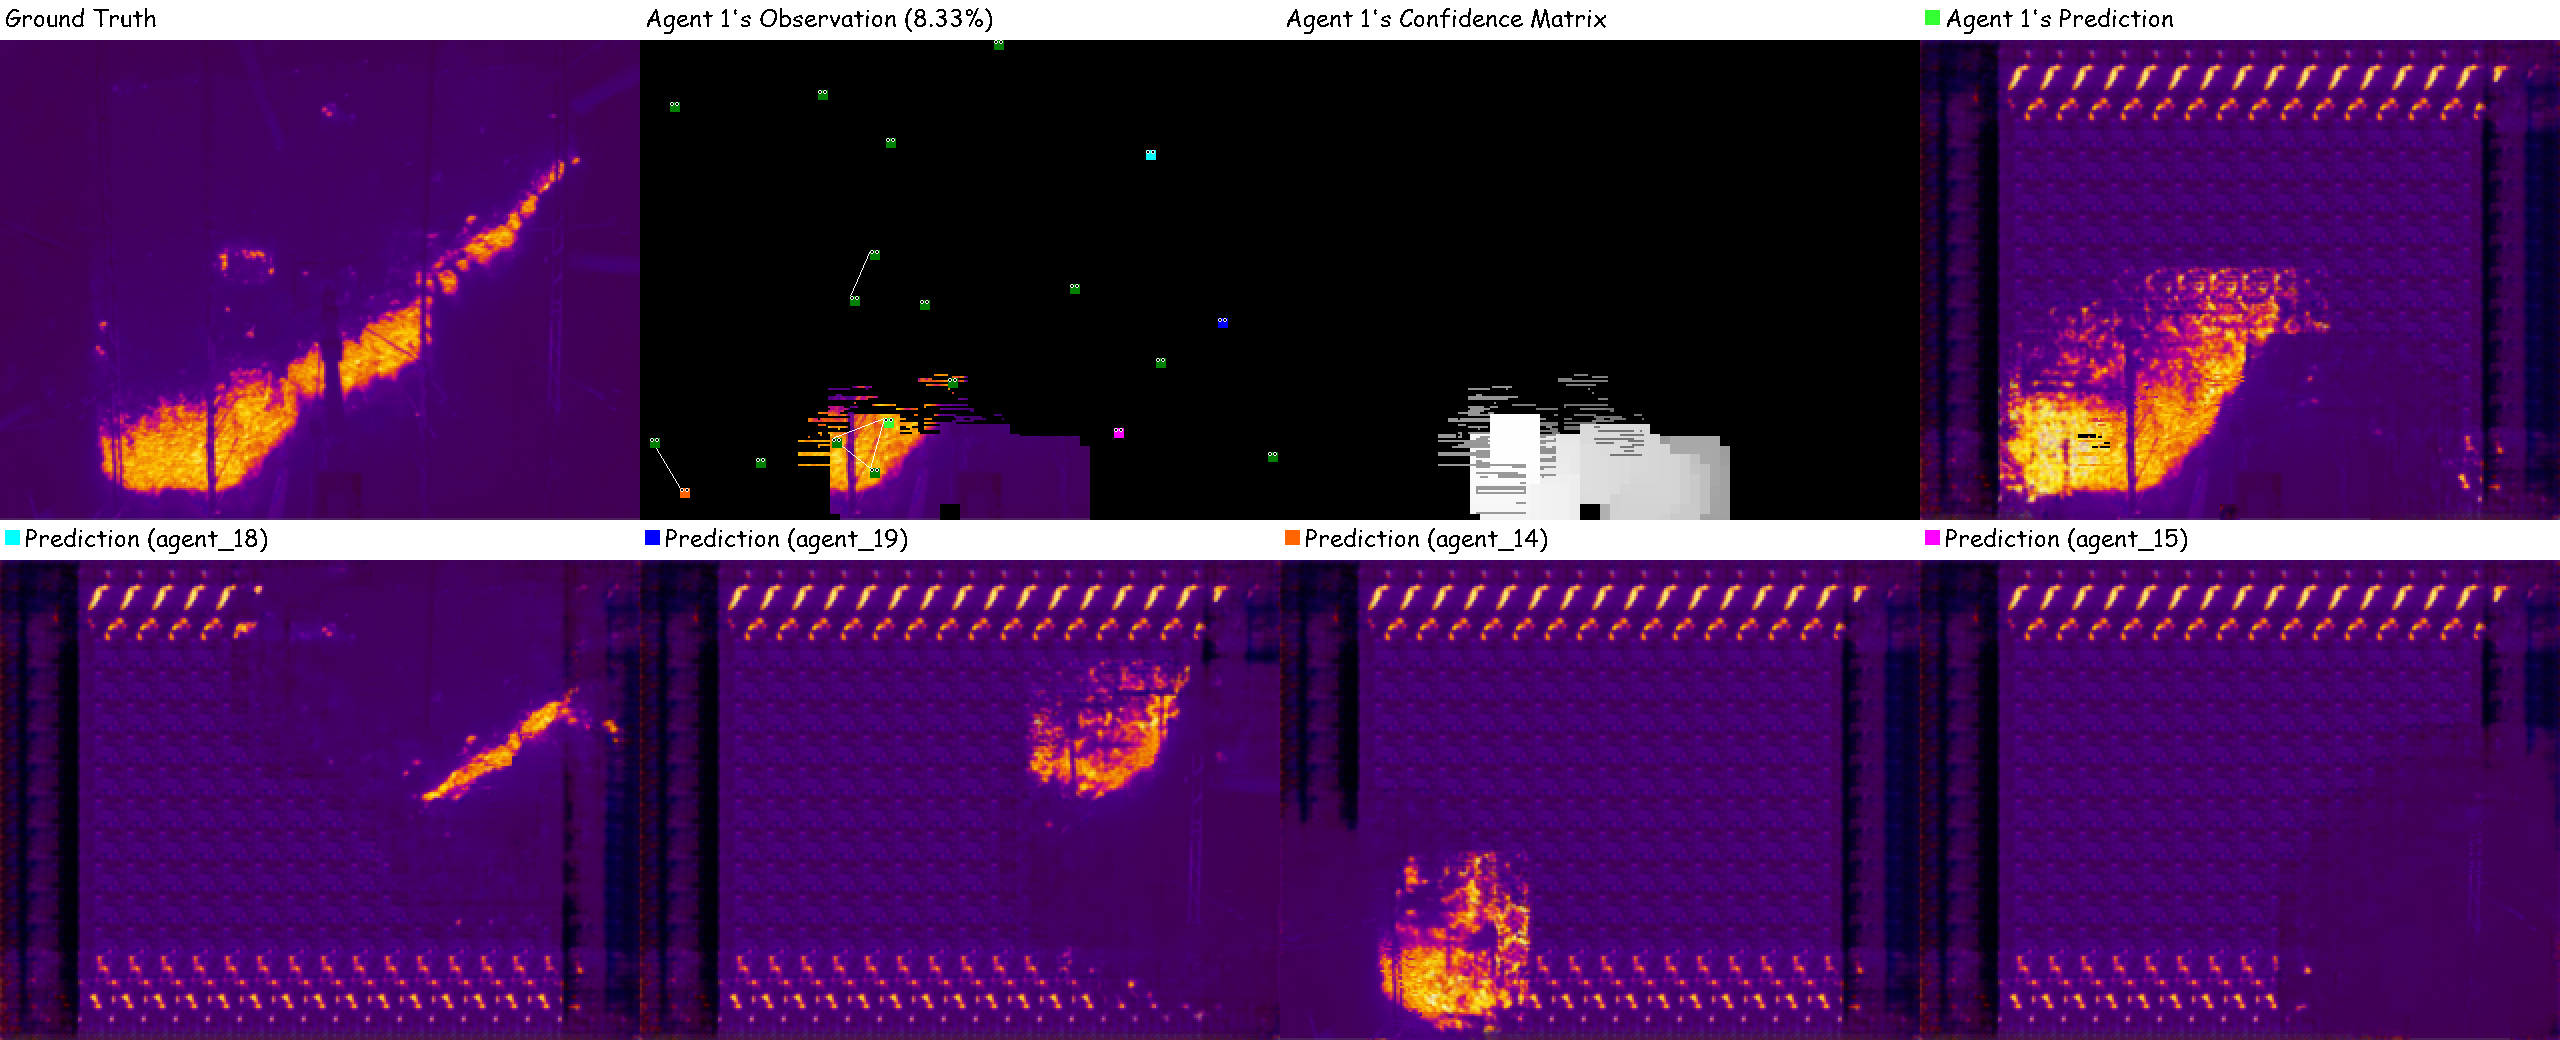 Ground Truth
Agent 1's Observation (8.33%)
Agent 1's Confidence Matrix
Agent 1's Prediction
Prediction (agent_18)
Prediction (agent_19)
Prediction (agent_14)
Prediction (agent_15)